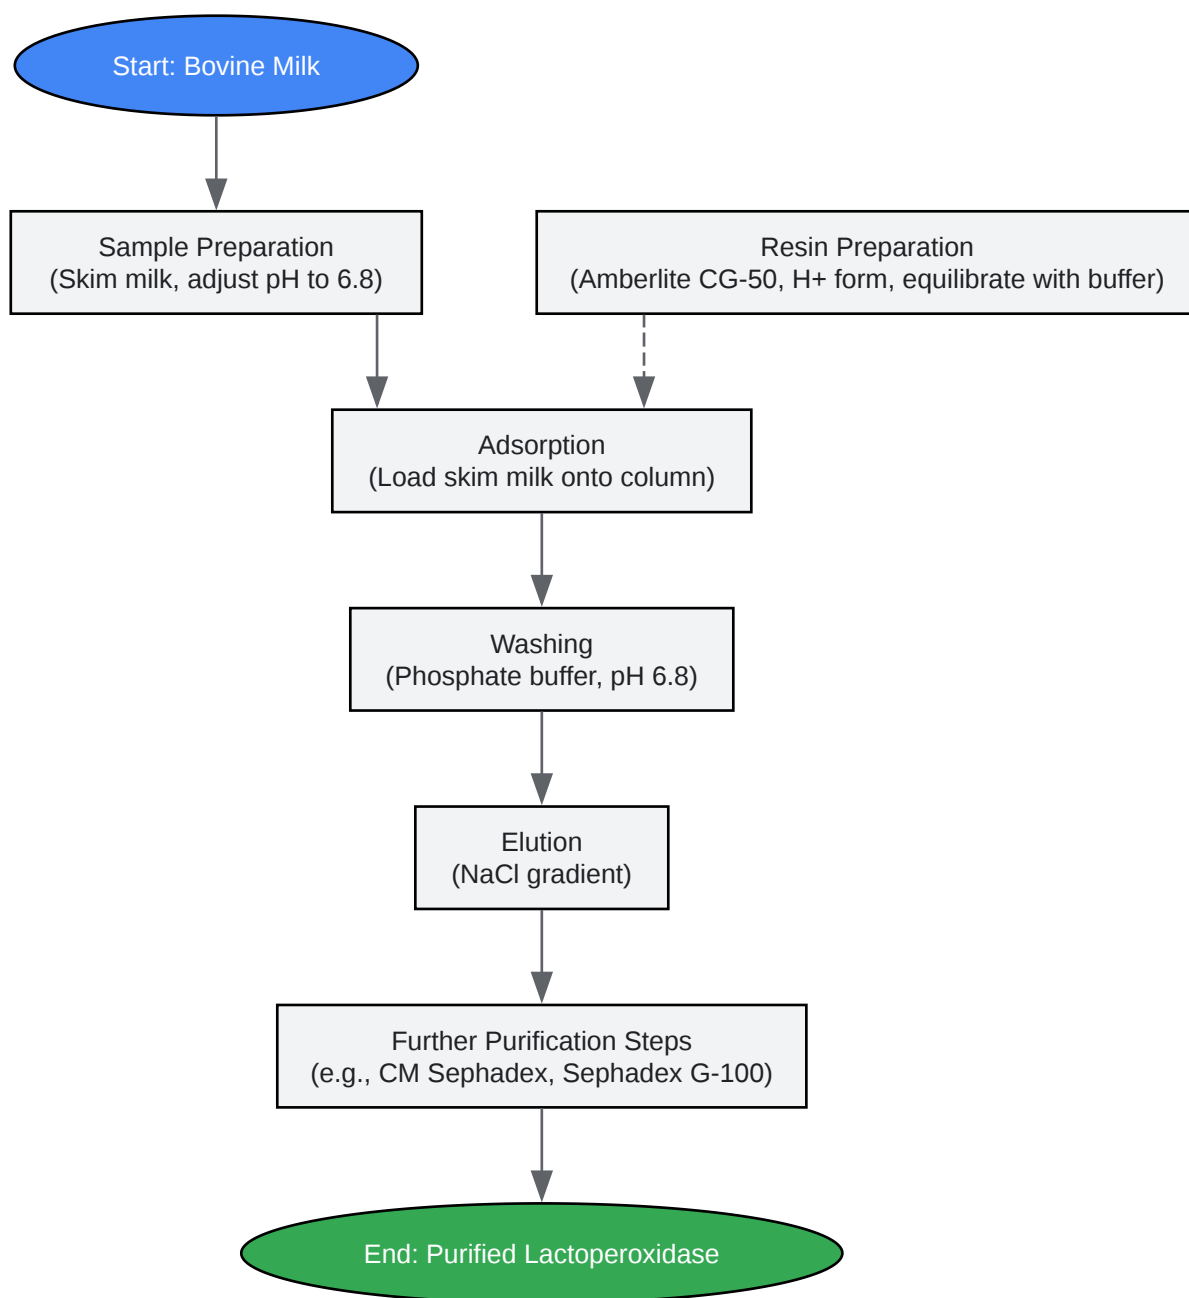 Start: Bovine Milk
Sample Preparation
(Skim milk, adjust pH to 6.8)
Resin Preparation
(Amberlite CG-50, H+ form, equilibrate with buffer)
Adsorption
(Load skim milk onto column)
Washing
(Phosphate buffer, pH 6.8)
Elution
(NaCl gradient)
Further Purification Steps
(e.g., CM Sephadex, Sephadex G-100)
End: Purified Lactoperoxidase